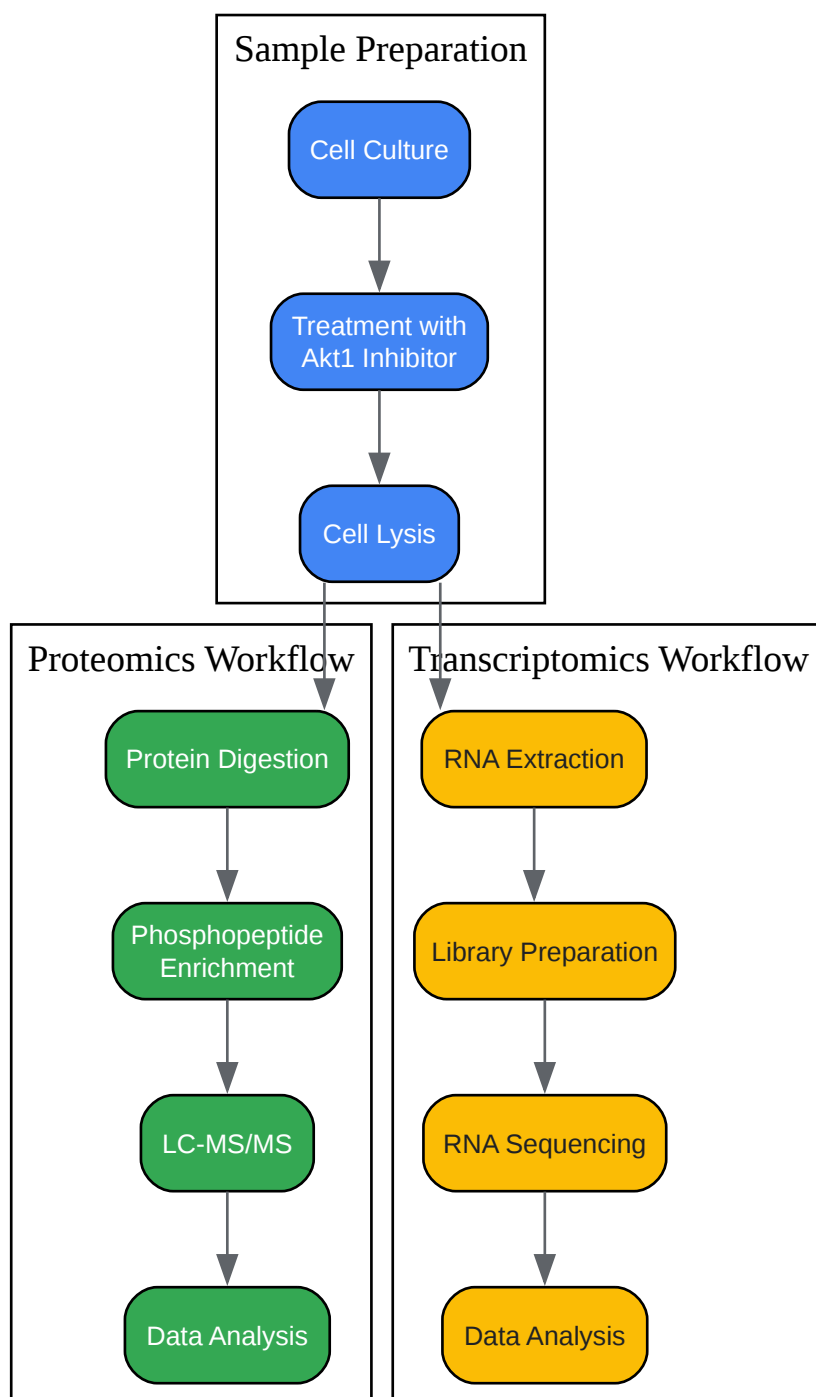 Sample Preparation
Cell Culture
Treatment with
Akt1 Inhibitor
Cell Lysis
Proteomics Workflow
Protein Digestion
Phosphopeptide
Enrichment
LC-MS/MS
Data Analysis
Transcriptomics Workflow
RNA Extraction
Library Preparation
RNA Sequencing
Data Analysis